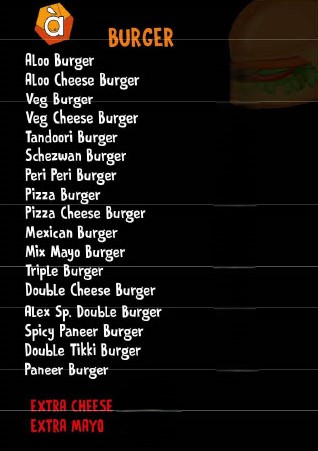 à
BURGER
Aloo Burger
Aloo Cheese Burger
Veg Burger
Veg Cheese Burger
Tandoori Burger
Schezwan Burger
Peri Peri Burger
Pizza Burger
Pizza Cheese Burger
Mexican Burger
Mix Mayo Burger
Triple Burger
Double Cheese Burger
Alex Sp. Double Burger
Spicy Paneer Burger
Double Tikki Burger
Paneer Burger
EXTRA CHEESE
EXTRA MAYO